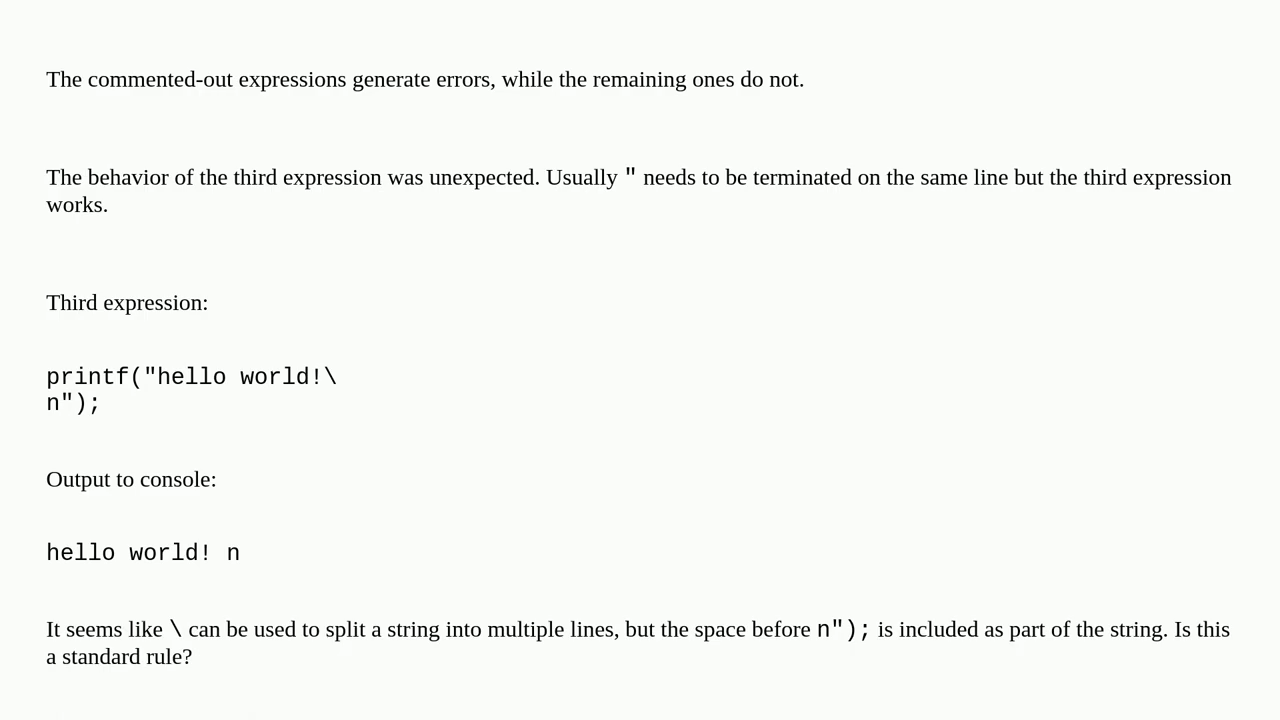 The commented-out expressions generate errors, while the remaining ones do not.
The behavior of the third expression was unexpected. Usually " needs to be terminated on the same line but the third expression
works.
Third expression:
printf("hello world!\
n");
Output to console:
hello world! n
It seems like \ can be used to split a string into multiple lines, but the space before n"); is included as part of the string. Is this
a standard rule?